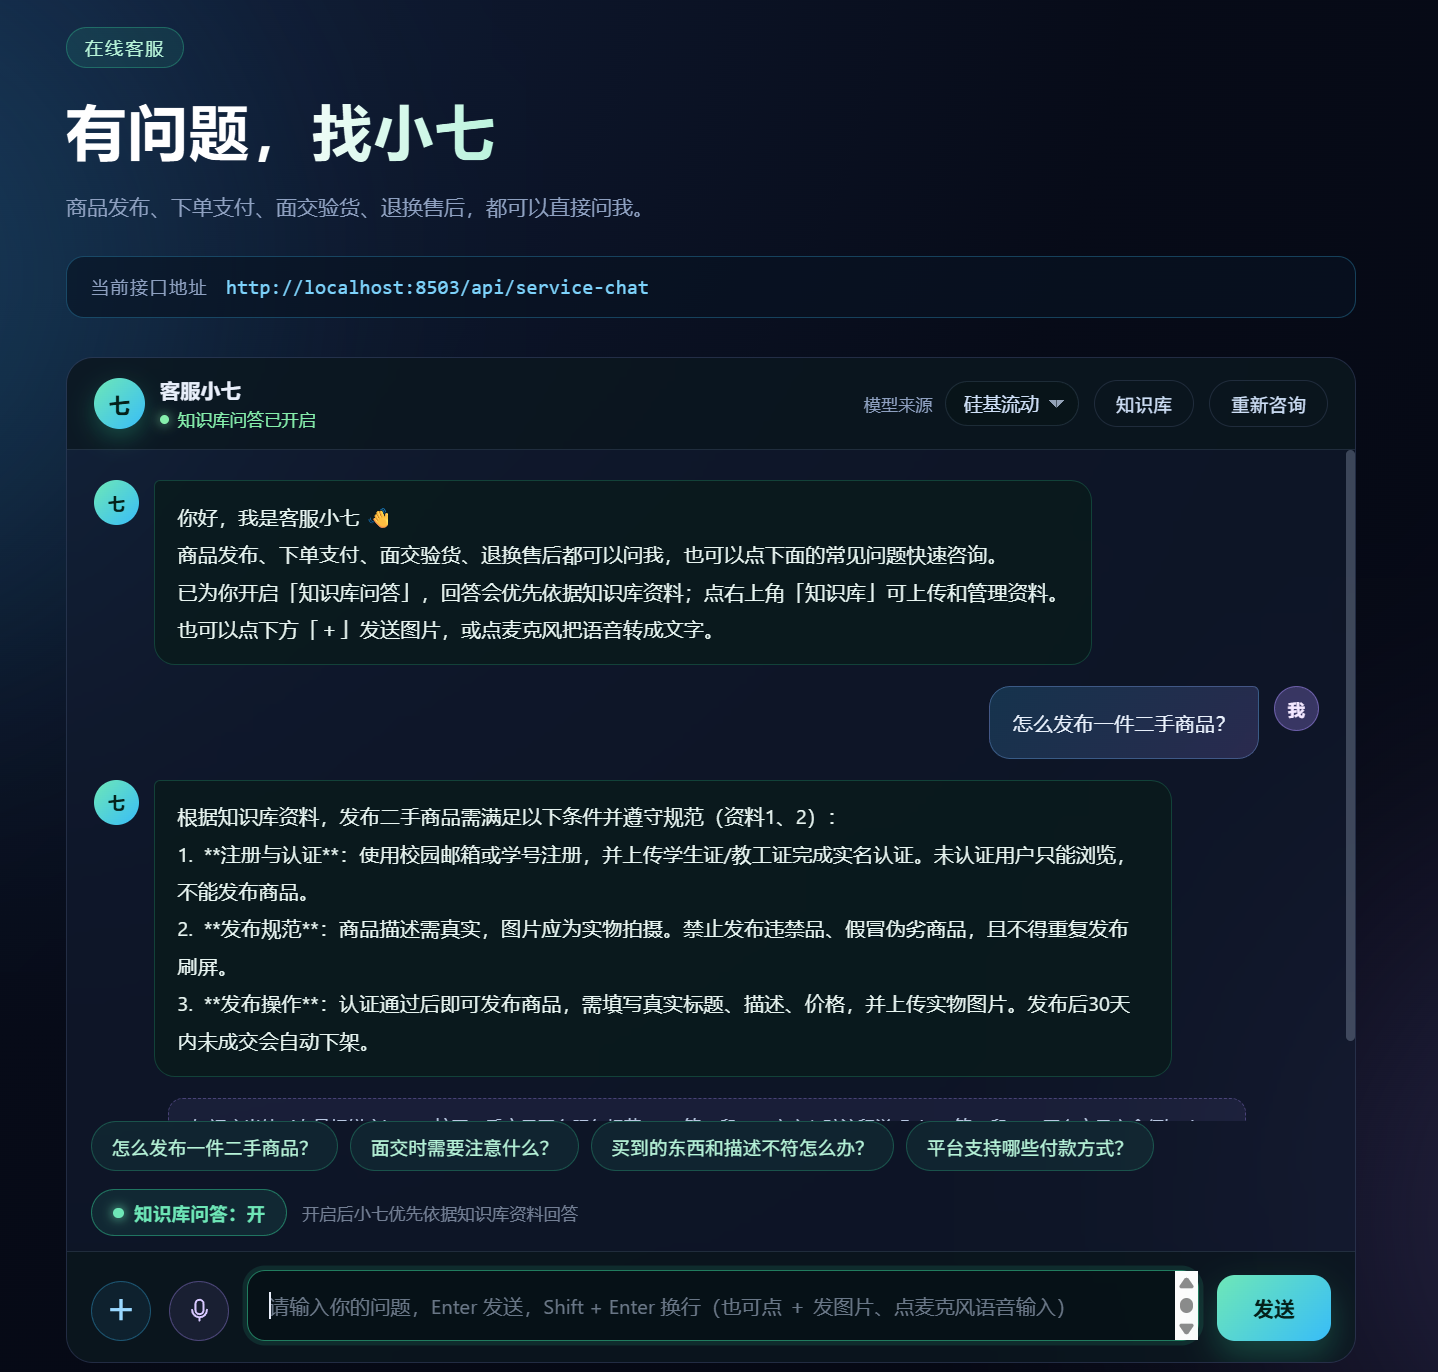 在线客服
有问题，找小七
商品发布、下单支付、面交验货、退换售后，都可以直接问我。
当前接口地址 http://localhost:8503/api/service-chat
七
客服小七
知识库问答已开启
模型来源
硅基流动
知识库
重新咨询
七
你好，我是客服小七 👋
商品发布、下单支付、面交验货、退换售后都可以问我，也可以点下面的常见问题快速咨询。
已为你开启「知识库问答」，回答会优先依据知识库资料；点右上角「知识库」可上传和管理资料。
也可以点下方「＋」发送图片，或点麦克风把语音转成文字。
怎么发布一件二手商品？
我
七
根据知识库资料，发布二手商品需满足以下条件并遵守规范（资料1、2）：
1. **注册与认证**：使用校园邮箱或学号注册，并上传学生证/教工证完成实名认证。未认证用户只能浏览，
不能发布商品。
2. **发布规范**：商品描述需真实，图片应为实物拍摄。禁止发布违禁品、假冒伪劣商品，且不得重复发布
刷屏。
3. **发布操作**：认证通过后即可发布商品，需填写真实标题、描述、价格，并上传实物图片。发布后30天
内未成交会自动下架。
怎么发布一件二手商品？
面交时需要注意什么？
买到的东西和描述不符怎么办？
平台支持哪些付款方式？
知识库问答：开
开启后小七优先依据知识库资料回答
请输入你的问题，Enter 发送，Shift + Enter 换行（也可点 ＋ 发图片、点麦克风语音输入）
发送